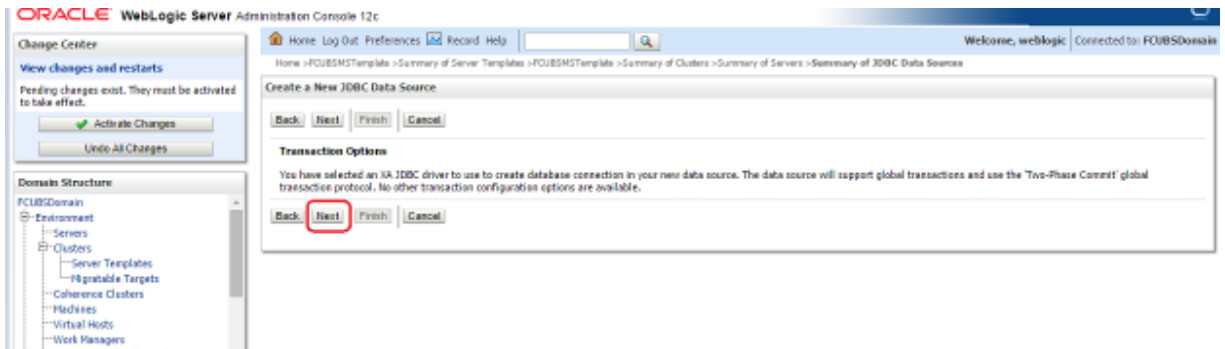 ORACLE WebLogic Server Administration Console 12c
Change Center
View changes and restarts
Pending changes exist. They must be activated
to take effect.
Activate Changes
Undo All Changes
Domain Structure
FCUBSDomain
Environment
Servers
Clusters
Server Templates
Migratable Targets
Coherence Clusters
Machines
Virtual Hosts
Work Managers
Home Log Out Preferences Record Help
Welcome, weblogic Connected to: FCUBSDomain
Home >FCUBSMSTemplate >Summary of Server Templates >FCUBSMSTemplate >Summary of Clusters >Summary of Servers >Summary of JDBC Data Sources
Create a New JDBC Data Source
Back Next Finish Cancel
Transaction Options
You have selected an XA JDBC driver to use to create database connection in your new data source. The data source will support global transactions and use the 'Two-Phase Commit' global
transaction protocol. No other transaction configuration options are available.
Back Next Finish Cancel